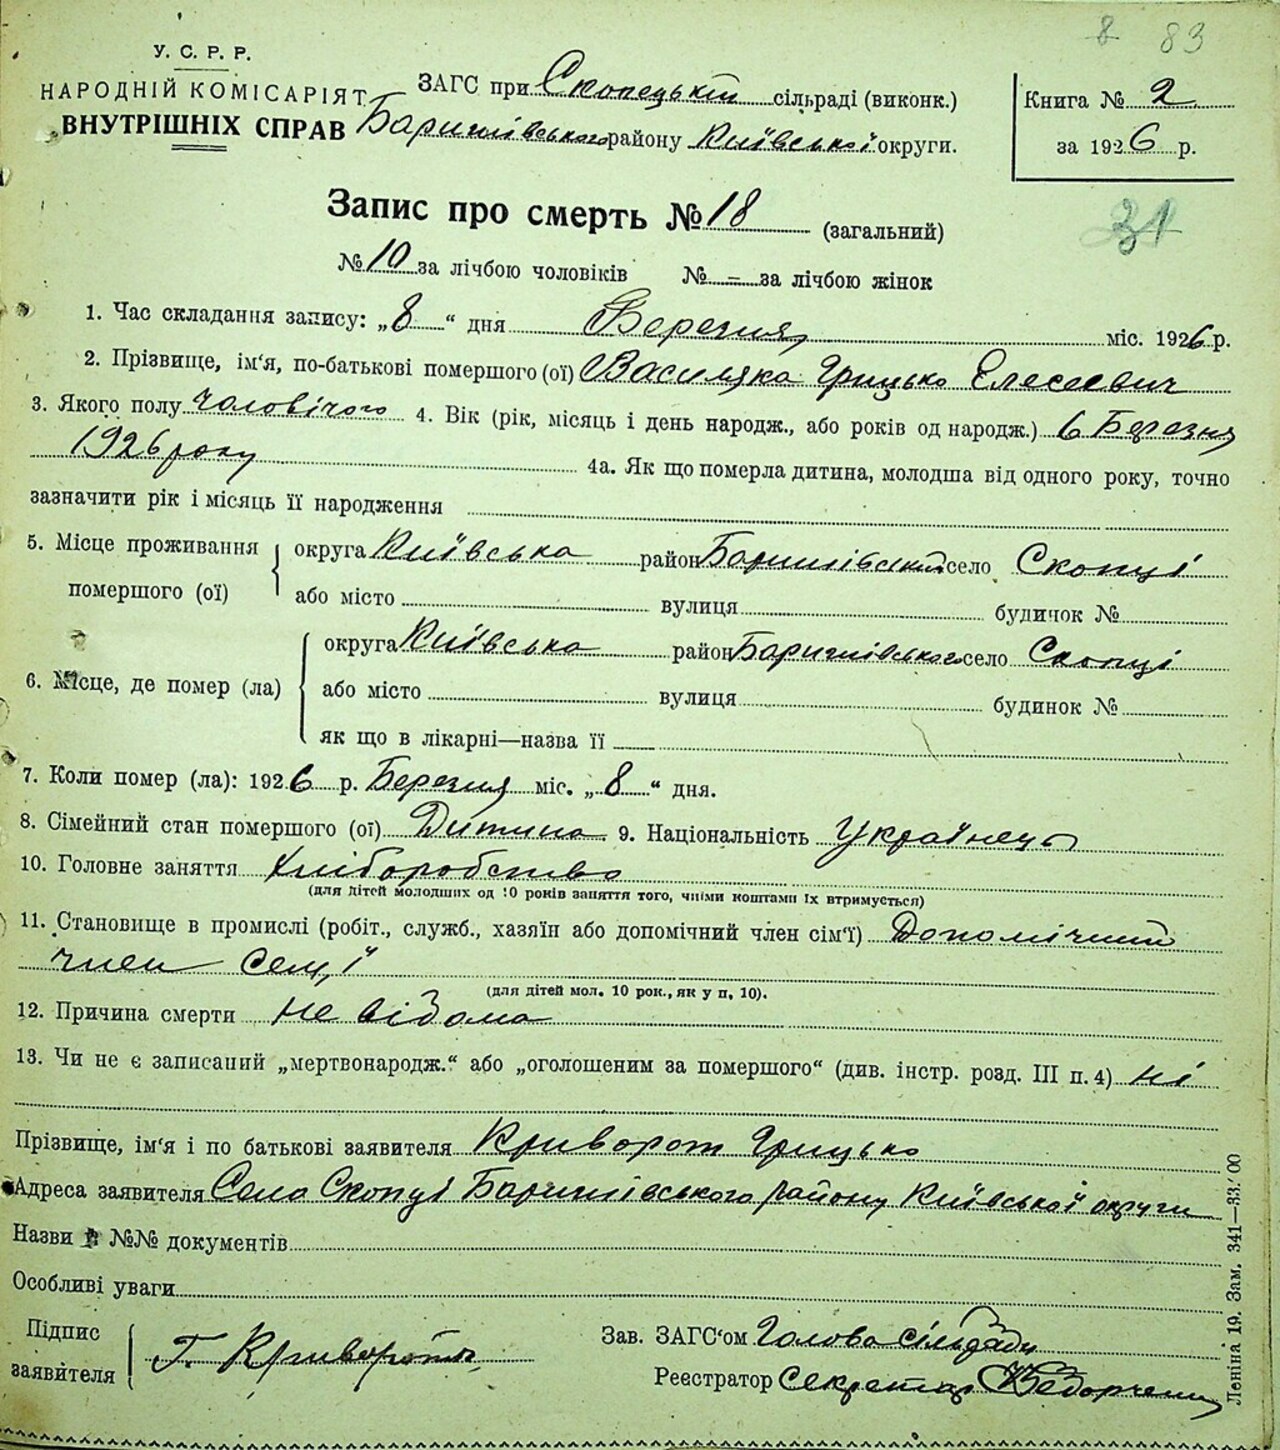 8 83
У. С. Р. Р.
НАРОДНІЙ КОМІСАРІЯТ
ВНУТРІШНІХ СПРАВ
ЗАГС при Скопецькій сільраді (виконк.)
Баришівського району Київської округи.
Книга № 2
за 1926 р.
Запис про смерть № 18 (загальний)
31
№ 10 за лічбою чоловіків № – за лічбою жінок
1. Час складання запису: „8“ дня Березня міс. 1926 р.
2. Прізвище, ім‘я, по-батькові помершого (ої) Василяка Грицько Елесеевич
3. Якого полу чоловічого 4. Вік (рік, місяць і день народж., або років од народж.) 6 Березня
1926 року 4а. Як що померла дитина, молодша від одного року, точно
зазначити рік і місяць її народження
5. Місце проживання помершого (ої) округа Київська район Баришівський село Скопці
або місто вулиця будинок №
6. Місце, де помер (ла) округа Київська район Баришівського село Скопці
або місто вулиця будинок №
як що в лікарні—назва її
7. Коли помер (ла): 1926 р. Березня міс. „8“ дня.
8. Сімейний стан помершого (ої) Дитина 9. Національність Українець
10. Головне заняття Хліборобство
(для дітей молодших од 10 років заняття того, чиїми коштами їх втримується)
11. Становище в промислі (робіт., служб., хазяїн або допомічний член сім‘ї) Допомічний
член сем‘ї
(для дітей мол. 10 рок., як у п. 10).
12. Причина смерти не відома
13. Чи не є записаний „мертвонародж.“ або „оголошеним за помершого“ (див. інстр. розд. III п. 4) ні
Прізвище, ім‘я і по батькові заявителя Криворот Грицько
Адреса заявителя Село Скопці Баришівського району Київської округи
Назви і №№ документів
Особливі уваги
Підпис заявителя Г. Криворот
Зав. ЗАГС‘ом Голова сільради
Реєстратор Секретар
Леніна 19. Зам. 341—33.